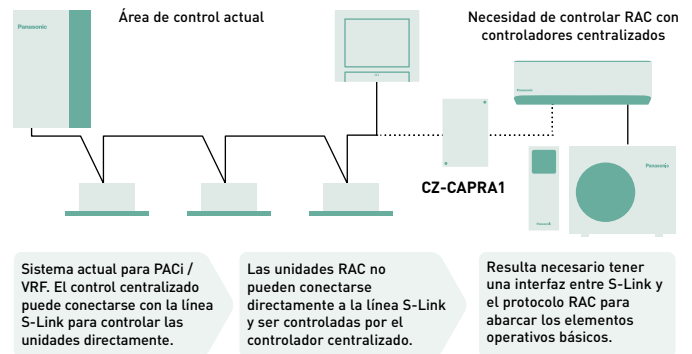 Área de control actual
Necesidad de controlar RAC con
controladores centralizados
Panasonic
Panasonic
Panasonic
Panasonic
CZ-CAPRA1
Sistema actual para PACi /
VRF. El control centralizado
puede conectarse con la línea
S-Link para controlar las
unidades directamente.
Las unidades RAC no
pueden conectarse
directamente a la línea S-Link
y ser controladas por el
controlador centralizado.
Resulta necesario tener
una interfaz entre S-Link y
el protocolo RAC para
abarcar los elementos
operativos básicos.